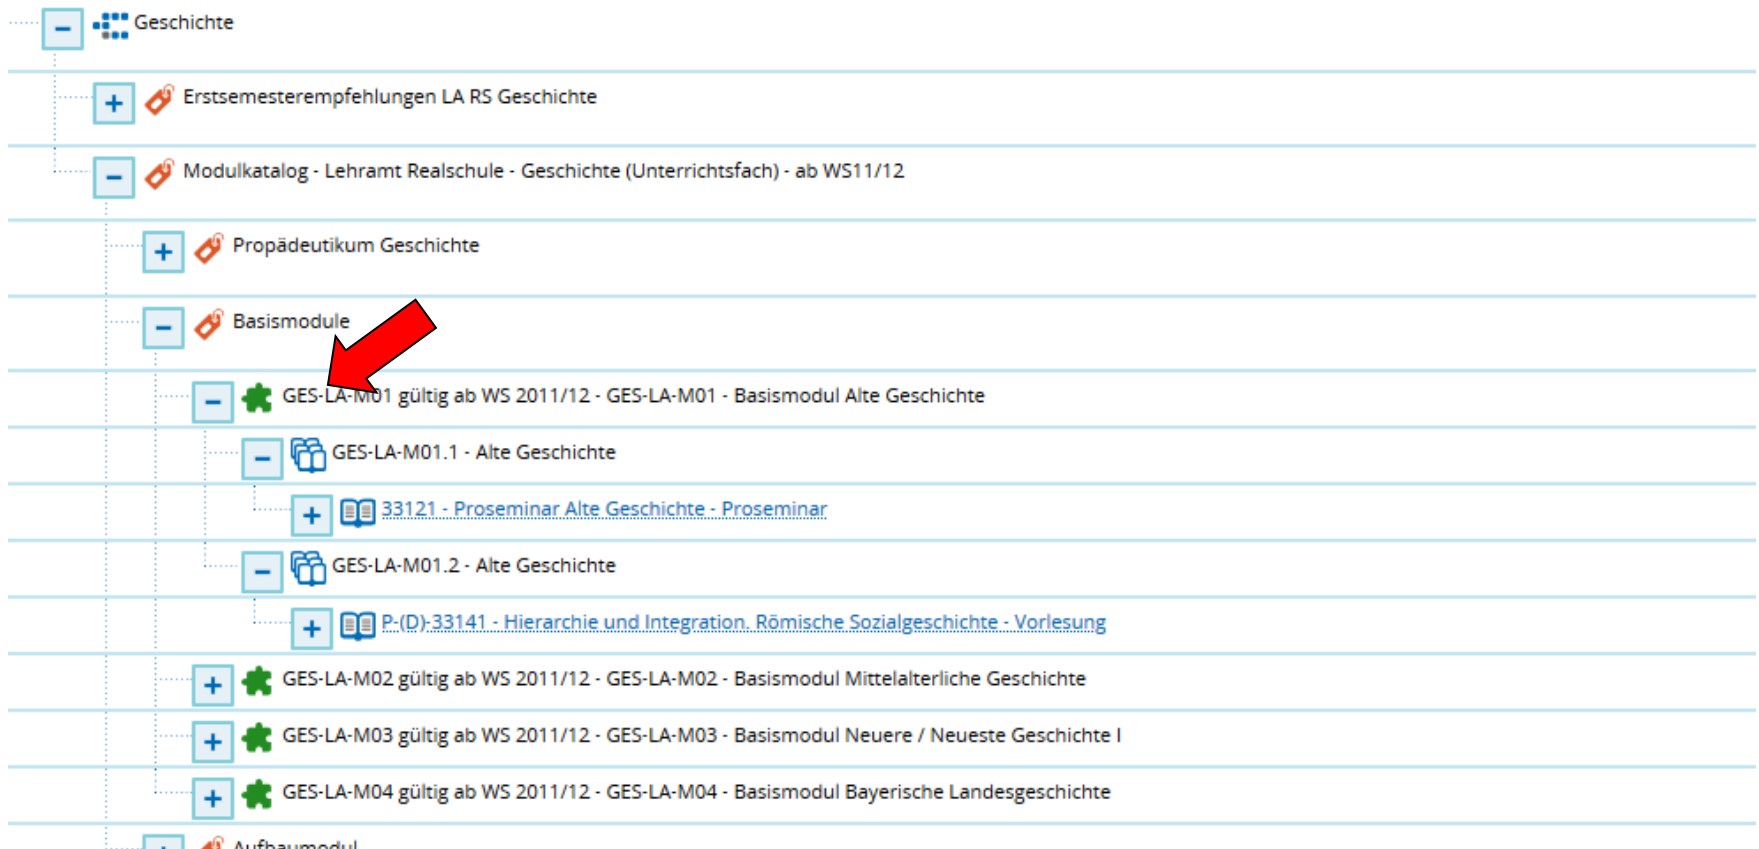 Geschichte
Erstsemesterempfehlungen LA RS Geschichte
Modulkatalog - Lehramt Realschule - Geschichte (Unterrichtsfach) - ab WS11/12
Propädeutikum Geschichte
Basismodule
GES-LA-M01 gültig ab WS 2011/12 - GES-LA-M01 - Basismodul Alte Geschichte
GES-LA-M01.1 - Alte Geschichte
33121 - Proseminar Alte Geschichte - Proseminar
GES-LA-M01.2 - Alte Geschichte
P-(D)-33141 - Hierarchie und Integration. Römische Sozialgeschichte - Vorlesung
GES-LA-M02 gültig ab WS 2011/12 - GES-LA-M02 - Basismodul Mittelalterliche Geschichte
GES-LA-M03 gültig ab WS 2011/12 - GES-LA-M03 - Basismodul Neuere / Neueste Geschichte I
GES-LA-M04 gültig ab WS 2011/12 - GES-LA-M04 - Basismodul Bayerische Landesgeschichte
Aufbaumodul